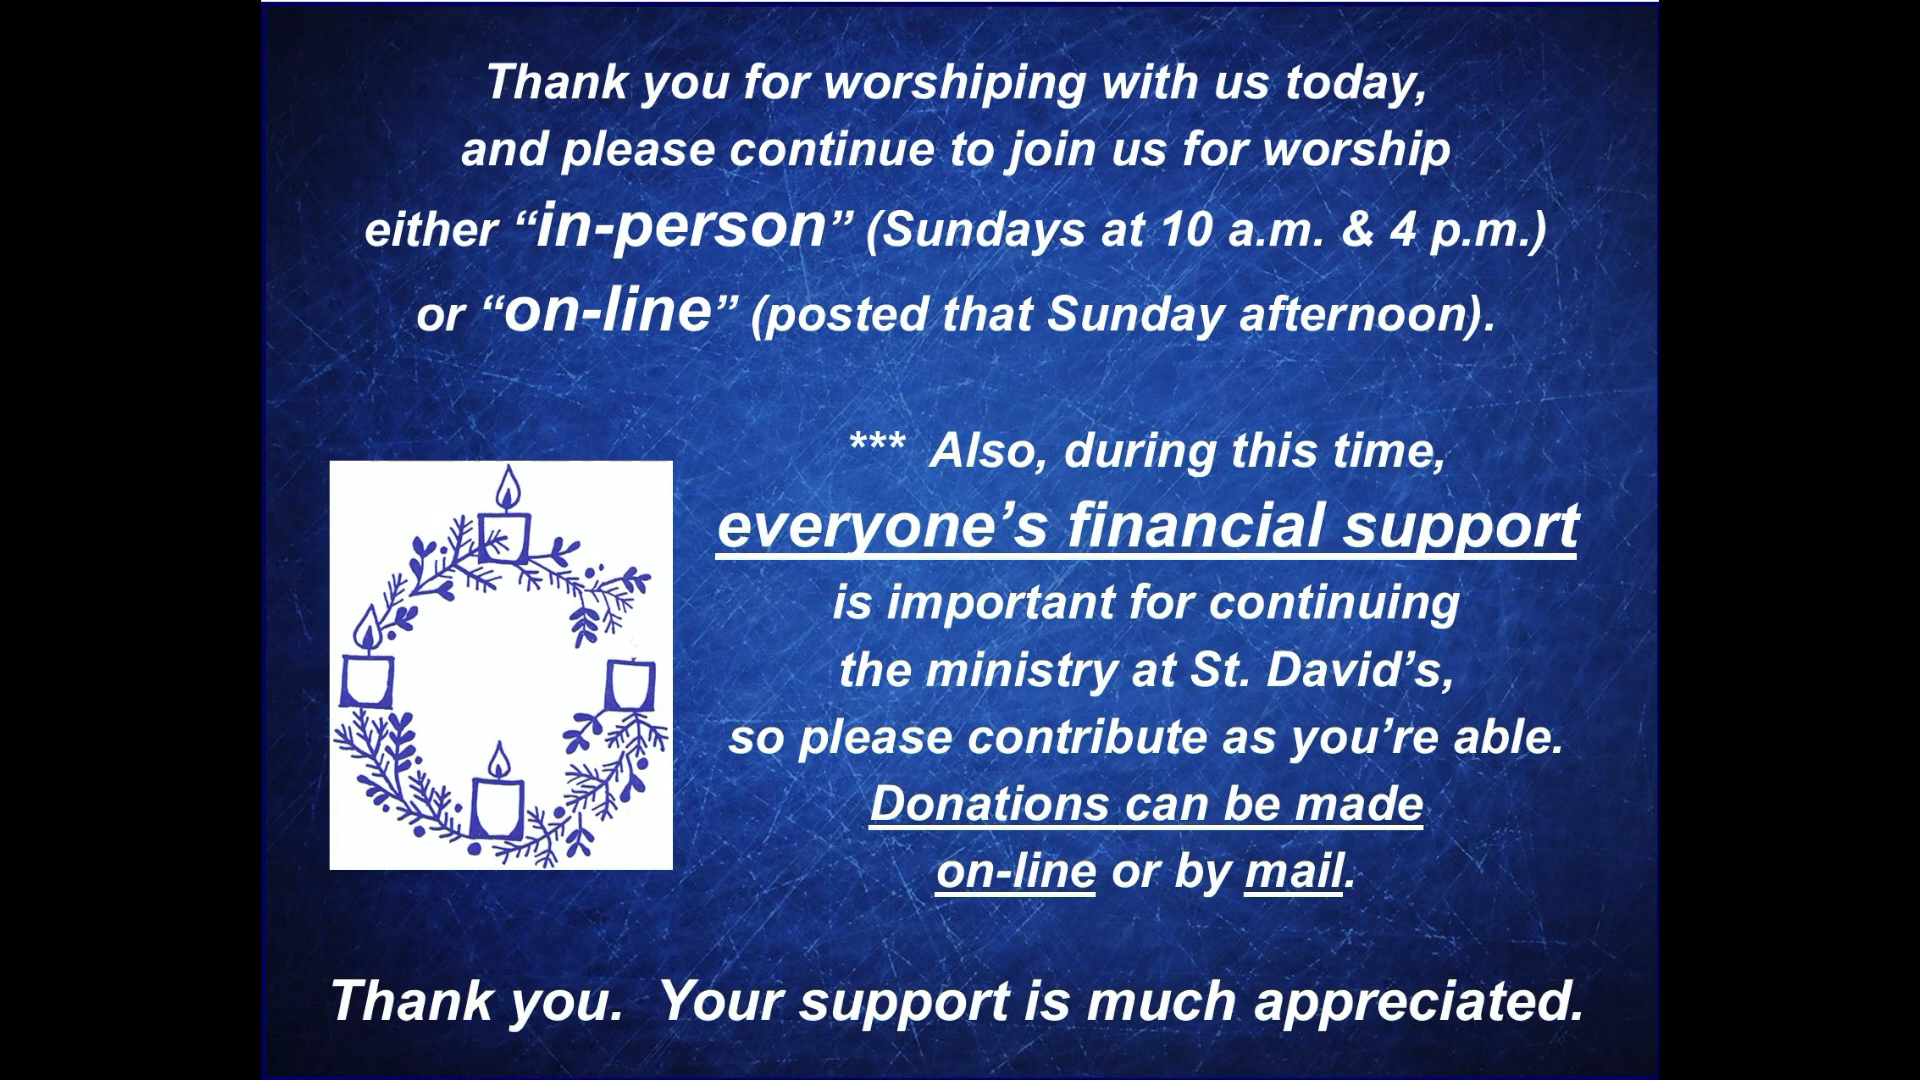 Thank you for worshiping with us today,
and please continue to join us for worship
either “in-person” (Sundays at 10 a.m. & 4 p.m.)
or “on-line” (posted that Sunday afternoon).
*** Also, during this time,
everyone’s financial support
is important for continuing
the ministry at St. David’s,
so please contribute as you’re able.
Donations can be made
on-line or by mail.
Thank you. Your support is much appreciated.